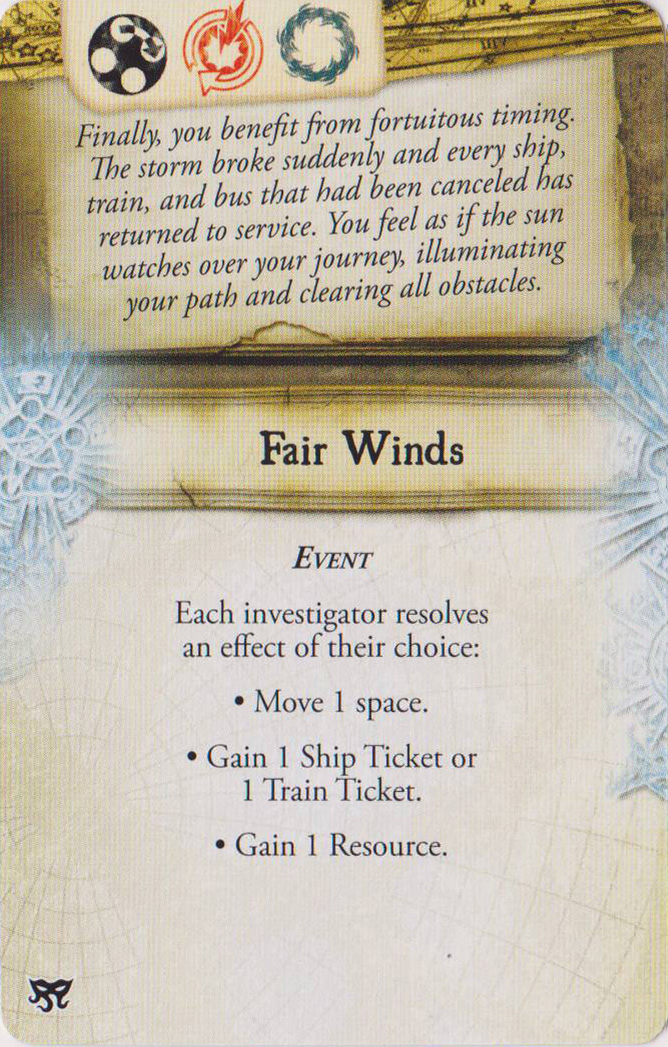 Finally, you benefit from fortuitous timing.
The storm broke suddenly and every ship,
train, and bus that had been canceled has
returned to service. You feel as if the sun
watches over your journey, illuminating
your path and clearing all obstacles.
Fair Winds
Event
Each investigator resolves
an effect of their choice:
• Move 1 space.
• Gain 1 Ship Ticket or
1 Train Ticket.
• Gain 1 Resource.